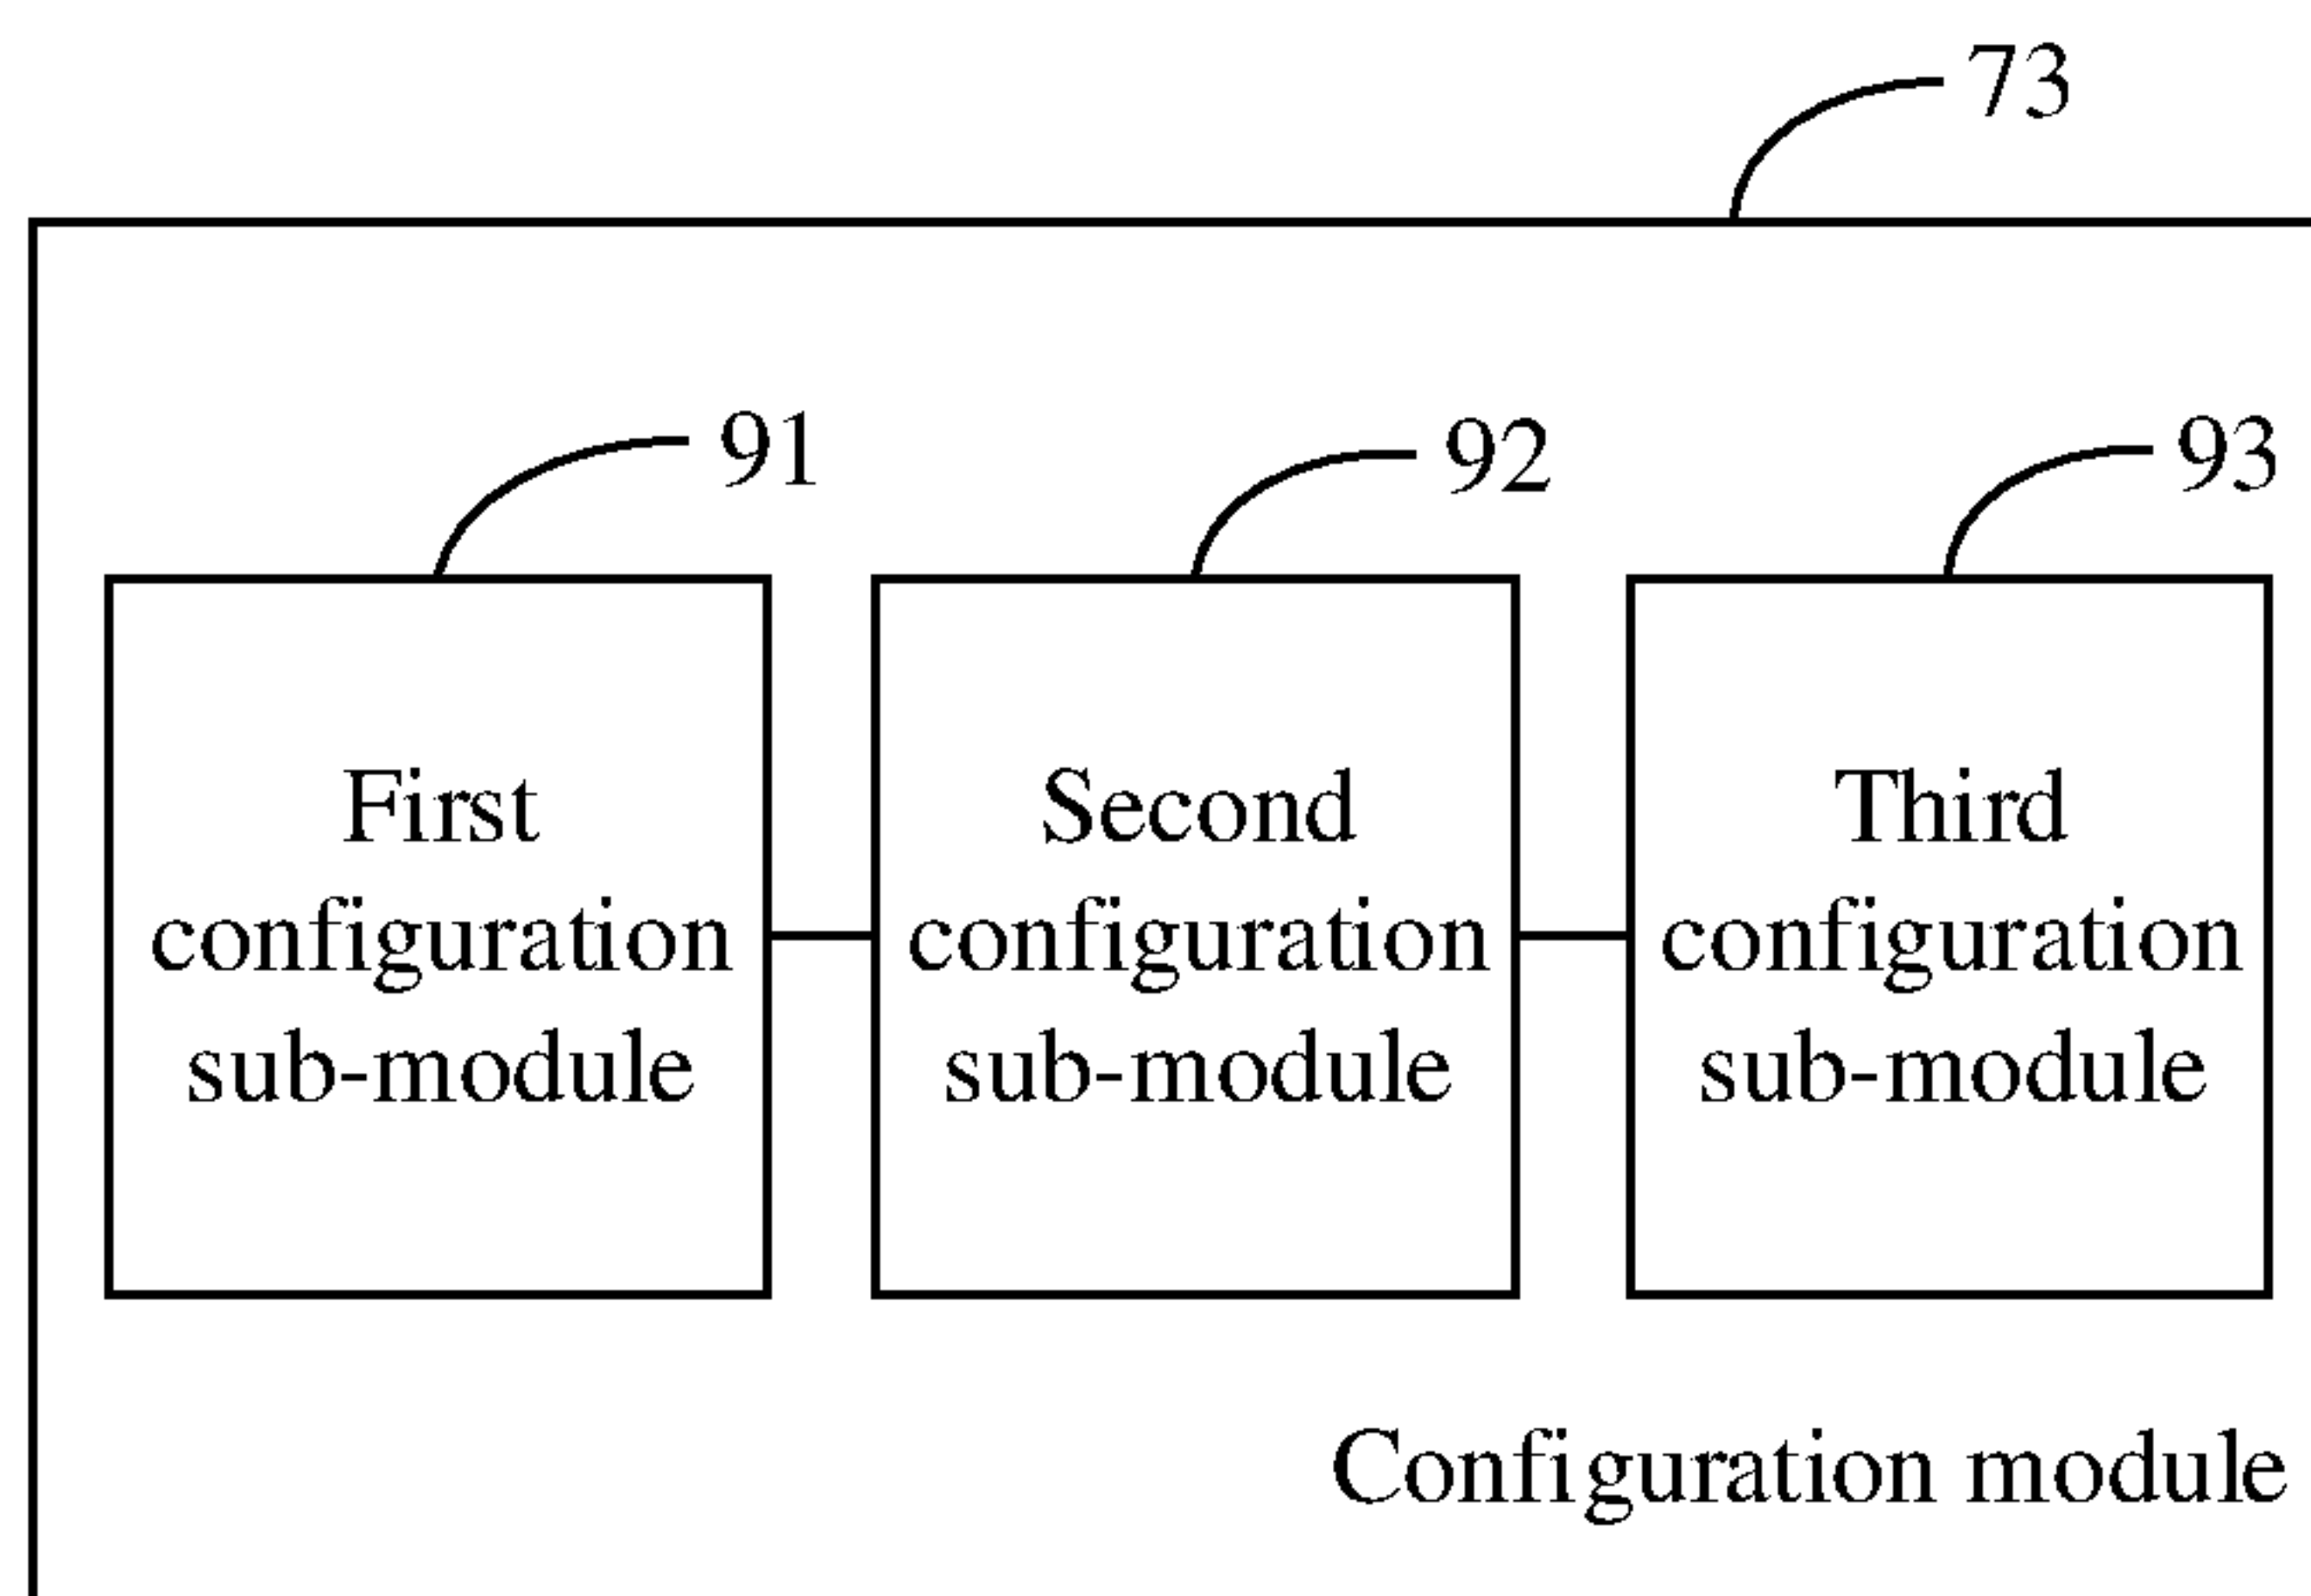 73
91
92
93
First
configuration
sub-module
Second
configuration
sub-module
Third
configuration
sub-module
Configuration module